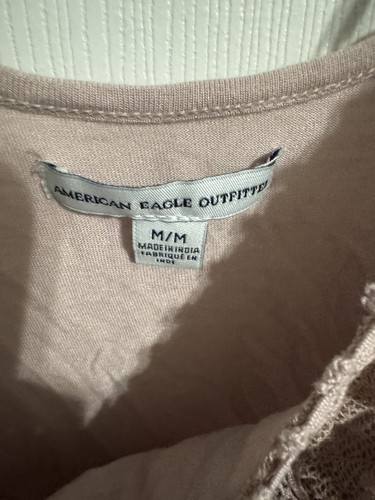 AMERICAN EAGLE OUTFITTERS
M/M
MADE IN INDIA
FABRIQUÉ EN
INDE